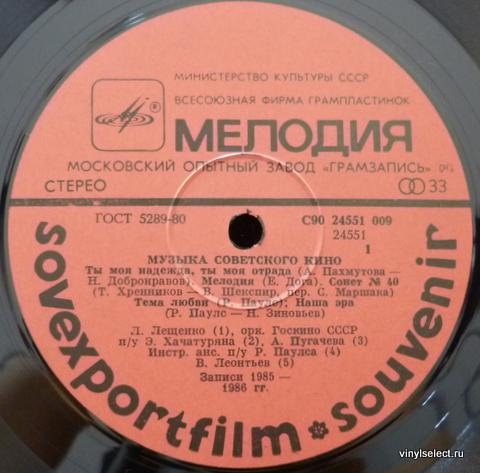 МИНИСТЕРСТВО КУЛЬТУРЫ СССР
ВСЕСОЮЗНАЯ ФИРМА ГРАМПЛАСТИНОК
МЕЛОДИЯ
МОСКОВСКИЙ ОПЫТНЫЙ ЗАВОД «ГРАМЗАПИСЬ»
СТЕРЕО 33
ГОСТ 5289-80 С90 24551 009
24551
1
МУЗЫКА СОВЕТСКОГО КИНО
Ты моя надежда, ты моя отрада (А. Пахмутова—
Н. Добронравов). Мелодия (Е. Дога). Сонет № 40
(Т. Хренников— В. Шекспир, пер. С. Маршака)
Тема любви (Р. Паулс); Наша эра
(Р. Паулс— Н. Зиновьев)
Л. Лещенко (1), орк. Госкино СССР
п/у Э. Хачатуряна (2), А. Пугачева (3)
Инстр. анс. п/у Р. Паулса (4)
В. Леонтьев (5)
Записи 1985—
1986 гг.
sovexportfilm souvenir
vinylselect.ru